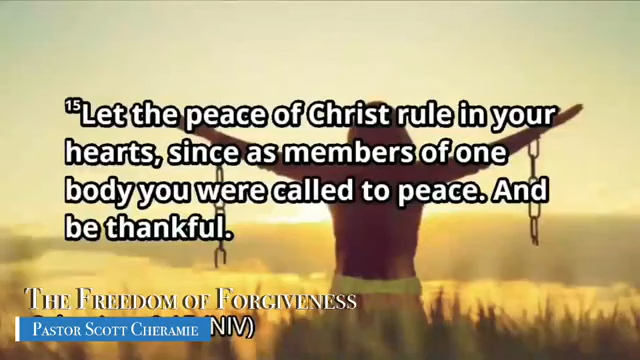 15Let the peace of Christ rule in your
hearts, since as members of one
body you were called to peace. And
be thankful.
The Freedom of Forgiveness
Pastor Scott Cheramie
NIV)